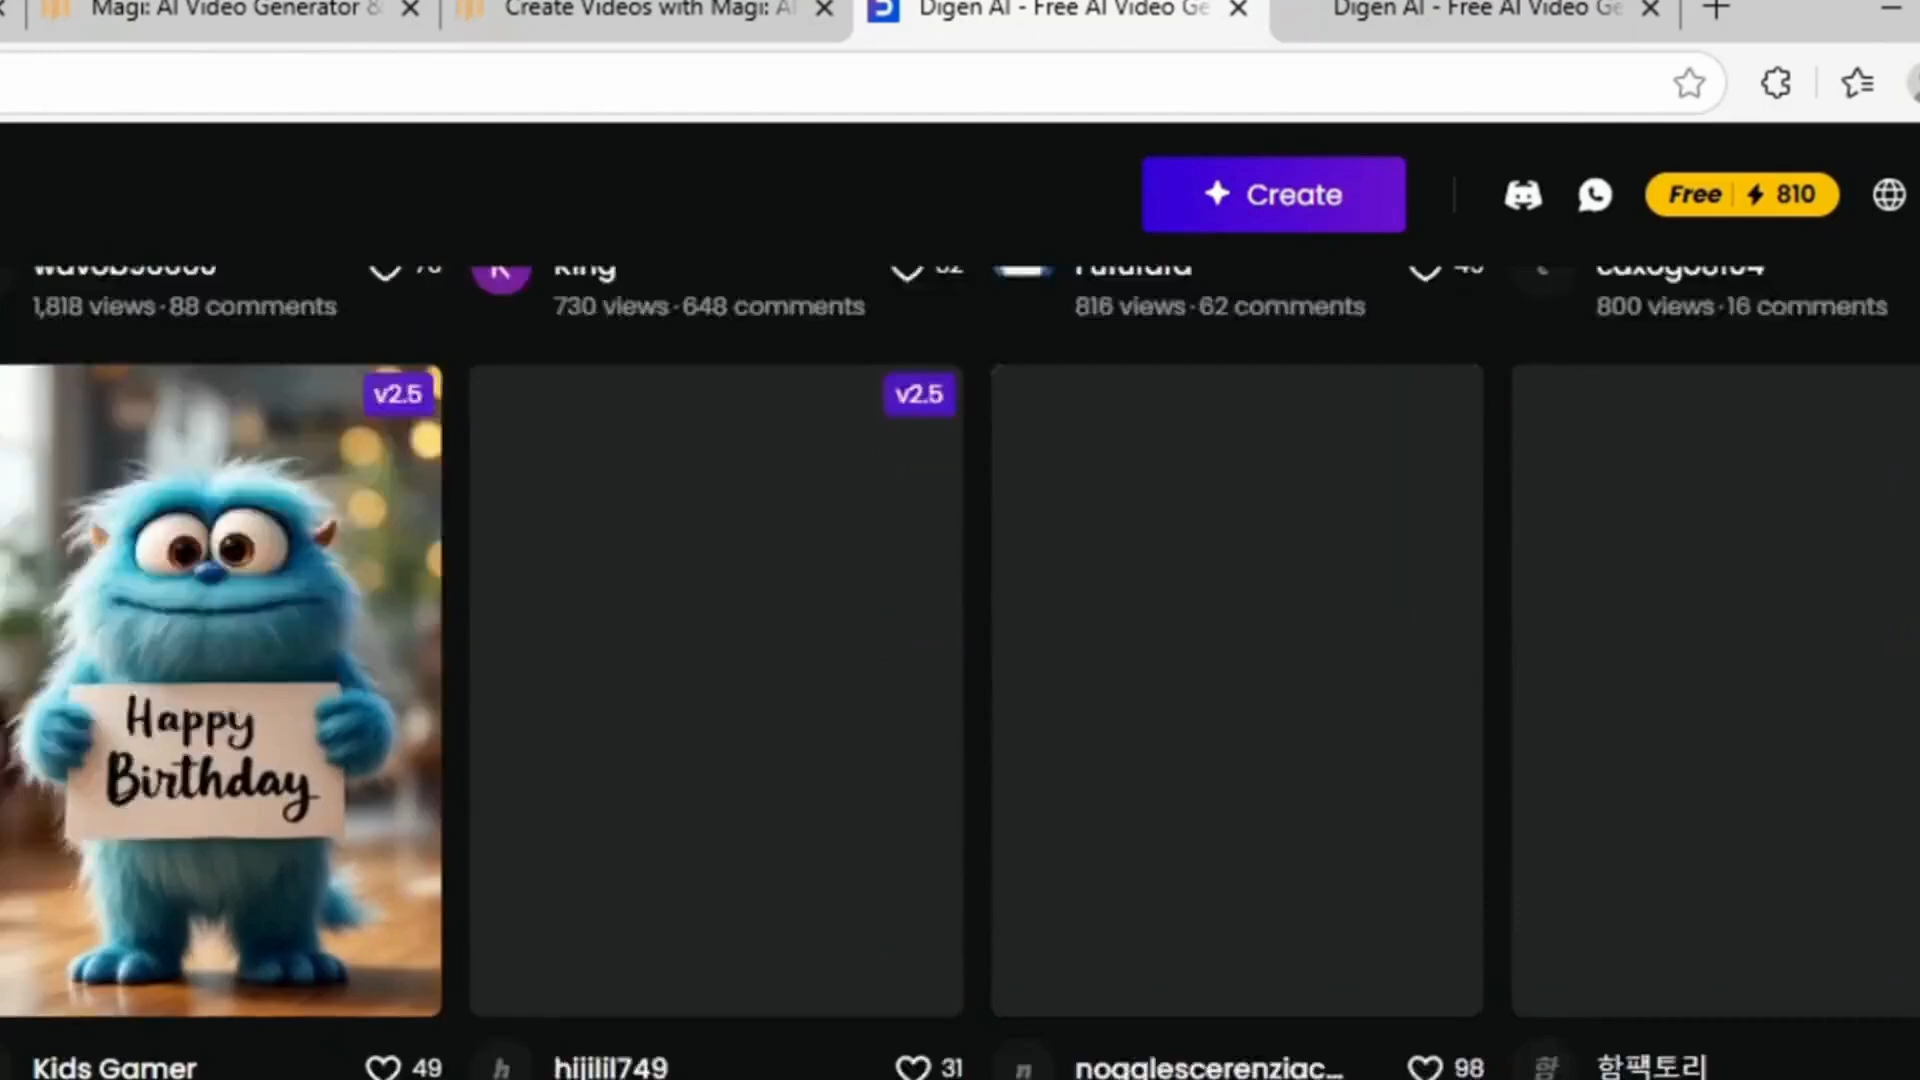 Magi: AI Video Generator &
Create Videos with Magi: AI
Digen AI - Free AI Video Ge
Digen AI - Free AI Video Ge
Create
Free 810
King
1,818 views · 88 comments
730 views · 648 comments
816 views · 62 comments
800 views · 16 comments
v2.5
v2.5
Happy
Birthday
Kids Gamer 49
h hijilil749 31
n nogglescerenziac... 98
함 함팩토리